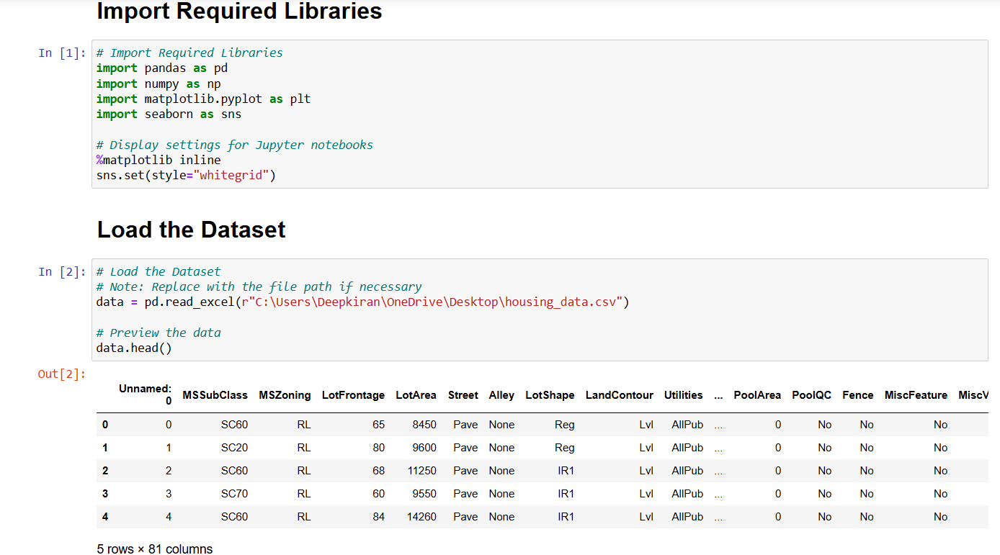 Import Required Libraries
In [1]: # Import Required Libraries
import pandas as pd
import numpy as np
import matplotlib.pyplot as plt
import seaborn as sns
# Display settings for Jupyter notebooks
%matplotlib inline
sns.set(style="whitegrid")
Load the Dataset
In [2]: # Load the Dataset
# Note: Replace with the file path if necessary
data = pd.read_excel(r"C:\Users\Deepkiran\OneDrive\Desktop\housing_data.csv")
# Preview the data
data.head()
Out[2]:
Unnamed: 0 MSSubClass MSZoning LotFrontage LotArea Street Alley LotShape LandContour Utilities ... PoolArea PoolQC Fence MiscFeature MiscV
0 0 SC60 RL 65 8450 Pave None Reg Lvl AllPub ... 0 No No No
1 1 SC20 RL 80 9600 Pave None Reg Lvl AllPub ... 0 No No No
2 2 SC60 RL 68 11250 Pave None IR1 Lvl AllPub ... 0 No No No
3 3 SC70 RL 60 9550 Pave None IR1 Lvl AllPub ... 0 No No No
4 4 SC60 RL 84 14260 Pave None IR1 Lvl AllPub ... 0 No No No
5 rows × 81 columns